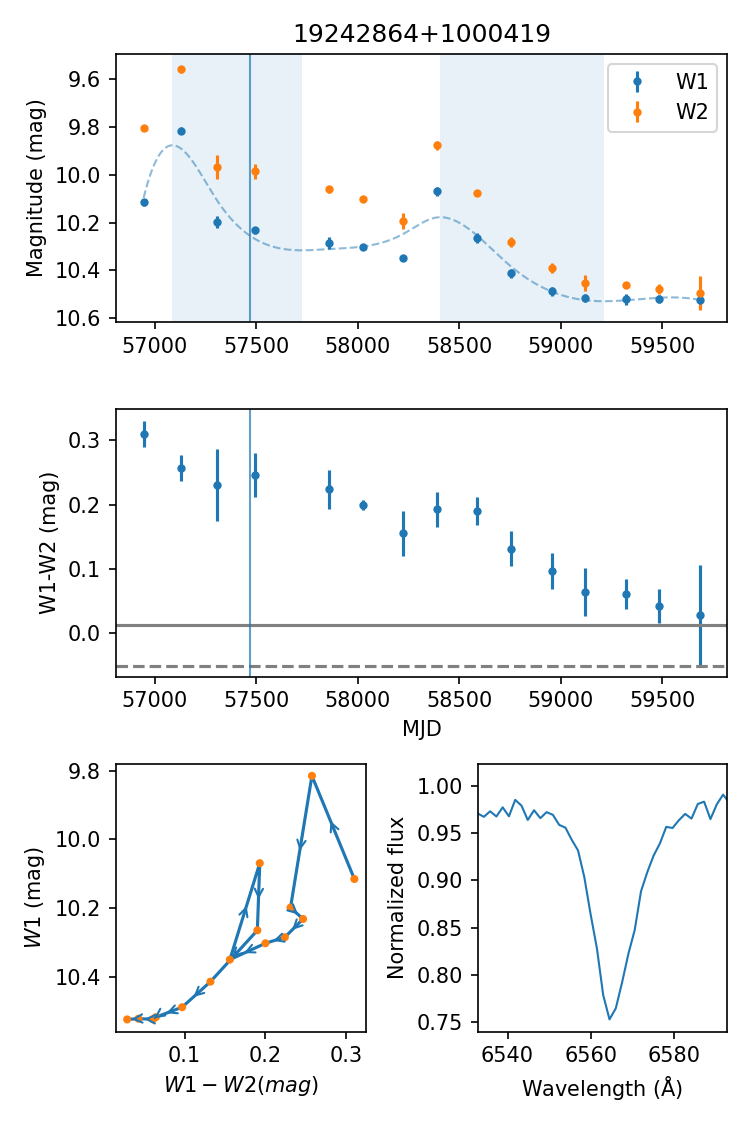 19242864+1000419
Magnitude (mag)
9.6
9.8
10.0
10.2
10.4
10.6
W1
W2
57000 57500 58000 58500 59000 59500
W1-W2 (mag)
0.3
0.2
0.1
0.0
57000 57500 58000 58500 59000 59500
MJD
W1 (mag)
9.8
10.0
10.2
10.4
0.1 0.2 0.3
W1 − W2(mag)
Normalized flux
1.00
0.95
0.90
0.85
0.80
0.75
6540 6560 6580
Wavelength (Å)